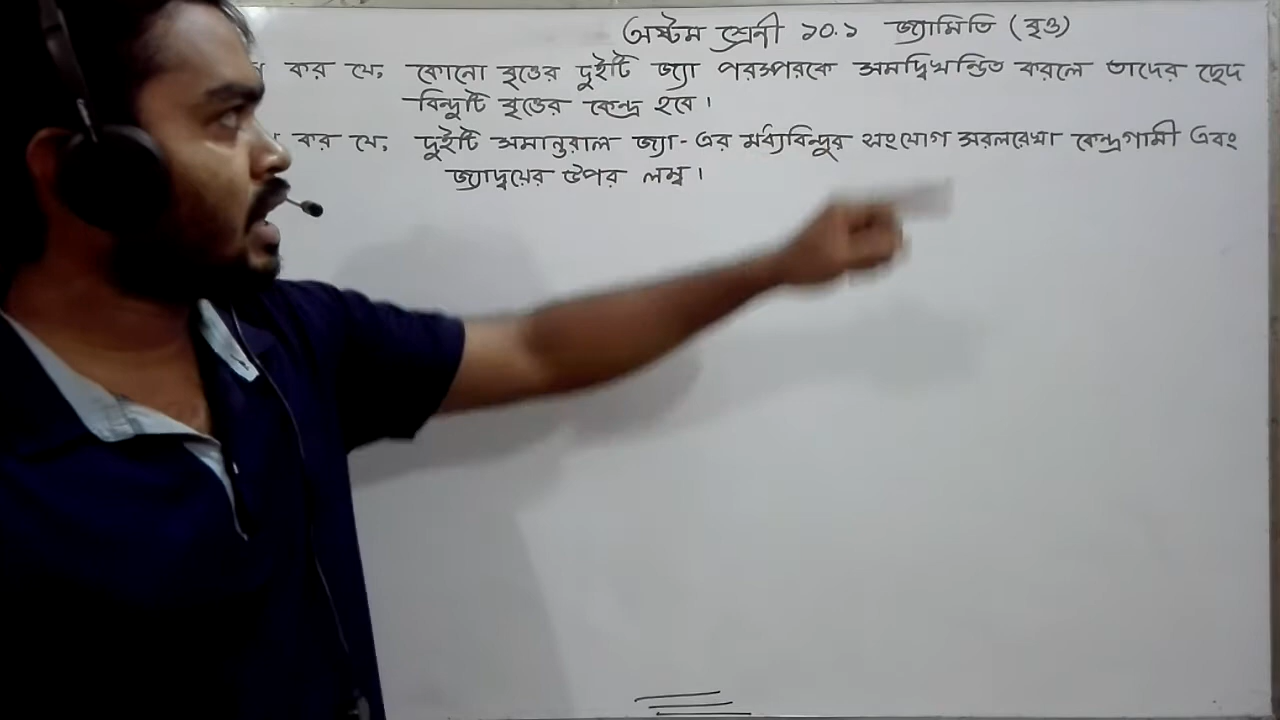 অষ্টম শ্রেনী ১০.১ জ্যামিতি (বৃত্ত)
কর যে, কোনো বৃত্তের দুইটি জ্যা পরস্পরকে সমদ্বিখন্ডিত করলে তাদের ছেদ
বিন্দুটি বৃত্তের কেন্দ্র হবে।
কর যে, দুইটি সমান্তরাল জ্যা-এর মধ্যবিন্দুর সংযোগ সরলরেখা কেন্দ্রগামী এবং
জ্যাদ্বয়ের উপর লম্ব।